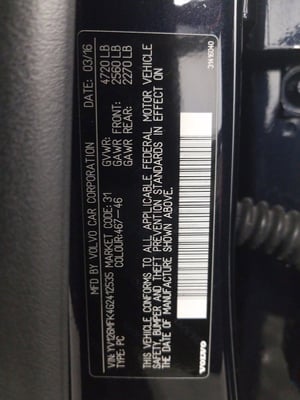 MFD BY VOLVO CAR CORPORATION DATE: 03/16
GVWR: 4720 LB
GAWR FRONT: 2560 LB
GAWR REAR: 2270 LB
VIN: YV126MFK4G2412535 MARKET CODE: 31
TYPE: PC COLOUR:467-46
THIS VEHICLE CONFORMS TO ALL APPLICABLE FEDERAL MOTOR VEHICLE
SAFETY, BUMPER AND THEFT PREVENTION STANDARDS IN EFFECT ON
THE DATE OF MANUFACTURE SHOWN ABOVE.
VOLVO